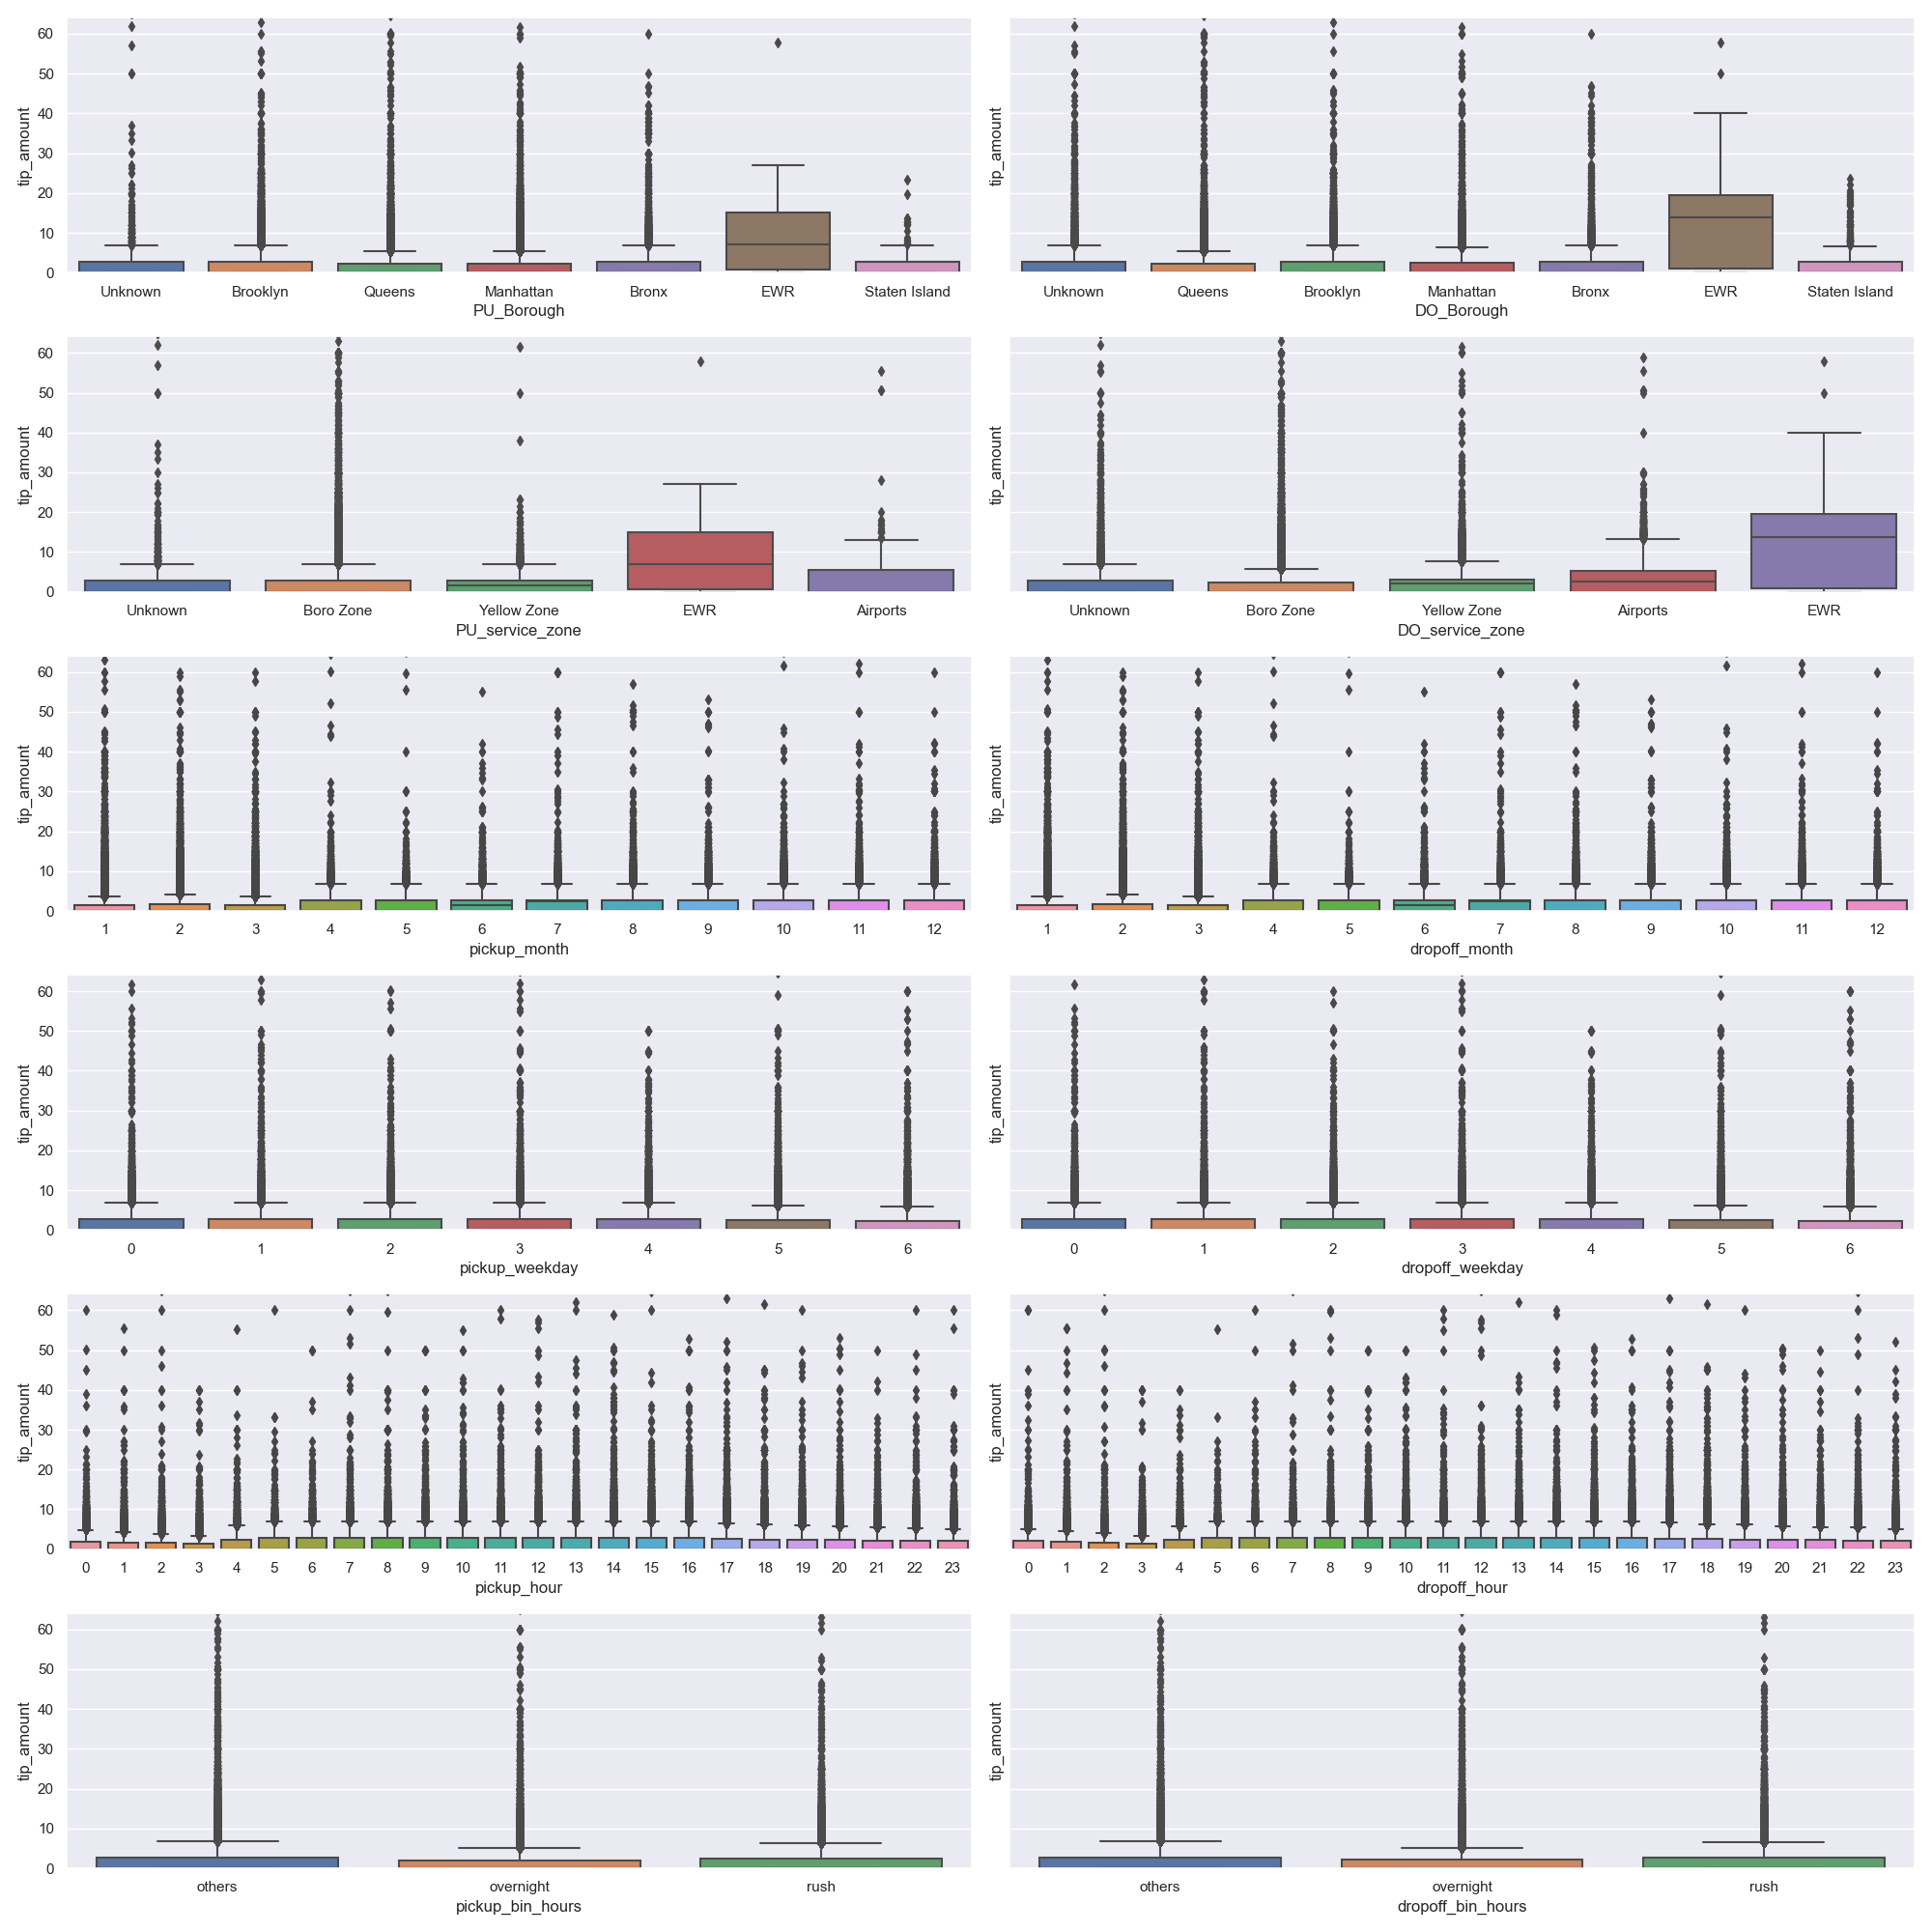 60
50
40
30
20
10
0
tip_amount
Unknown Brooklyn Queens Manhattan Bronx EWR Staten Island
PU_Borough
tip_amount
Unknown Queens Brooklyn Manhattan Bronx EWR Staten Island
DO_Borough
60
50
40
30
20
10
0
tip_amount
Unknown Boro Zone Yellow Zone EWR Airports
PU_service_zone
tip_amount
Unknown Boro Zone Yellow Zone Airports EWR
DO_service_zone
60
50
40
30
20
10
0
tip_amount
1 2 3 4 5 6 7 8 9 10 11 12
pickup_month
tip_amount
1 2 3 4 5 6 7 8 9 10 11 12
dropoff_month
60
50
40
30
20
10
0
tip_amount
0 1 2 3 4 5 6
pickup_weekday
tip_amount
0 1 2 3 4 5 6
dropoff_weekday
60
50
40
30
20
10
0
tip_amount
0 1 2 3 4 5 6 7 8 9 10 11 12 13 14 15 16 17 18 19 20 21 22 23
pickup_hour
tip_amount
0 1 2 3 4 5 6 7 8 9 10 11 12 13 14 15 16 17 18 19 20 21 22 23
dropoff_hour
60
50
40
30
20
10
0
tip_amount
others overnight rush
pickup_bin_hours
tip_amount
others overnight rush
dropoff_bin_hours